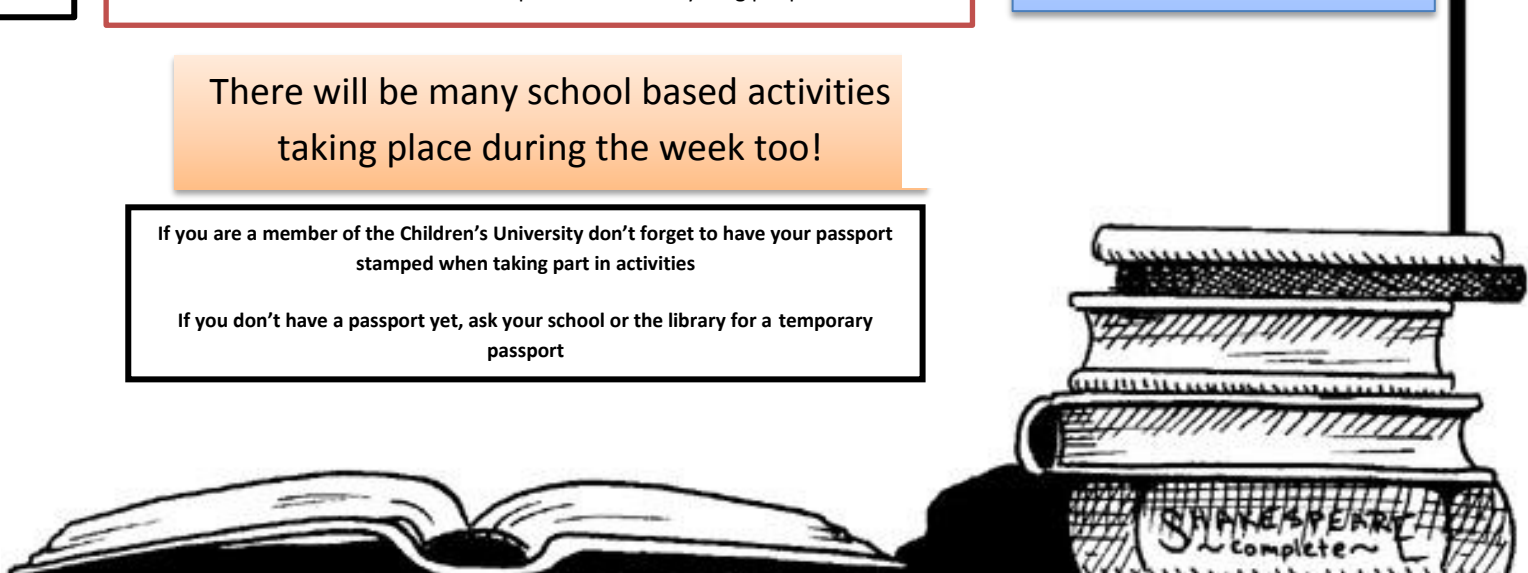 There will be many school based activities
taking place during the week too!
If you are a member of the Children’s University don’t forget to have your passport
stamped when taking part in activities
If you don’t have a passport yet, ask your school or the library for a temporary
passport
SHAKESPEARE
~ complete ~